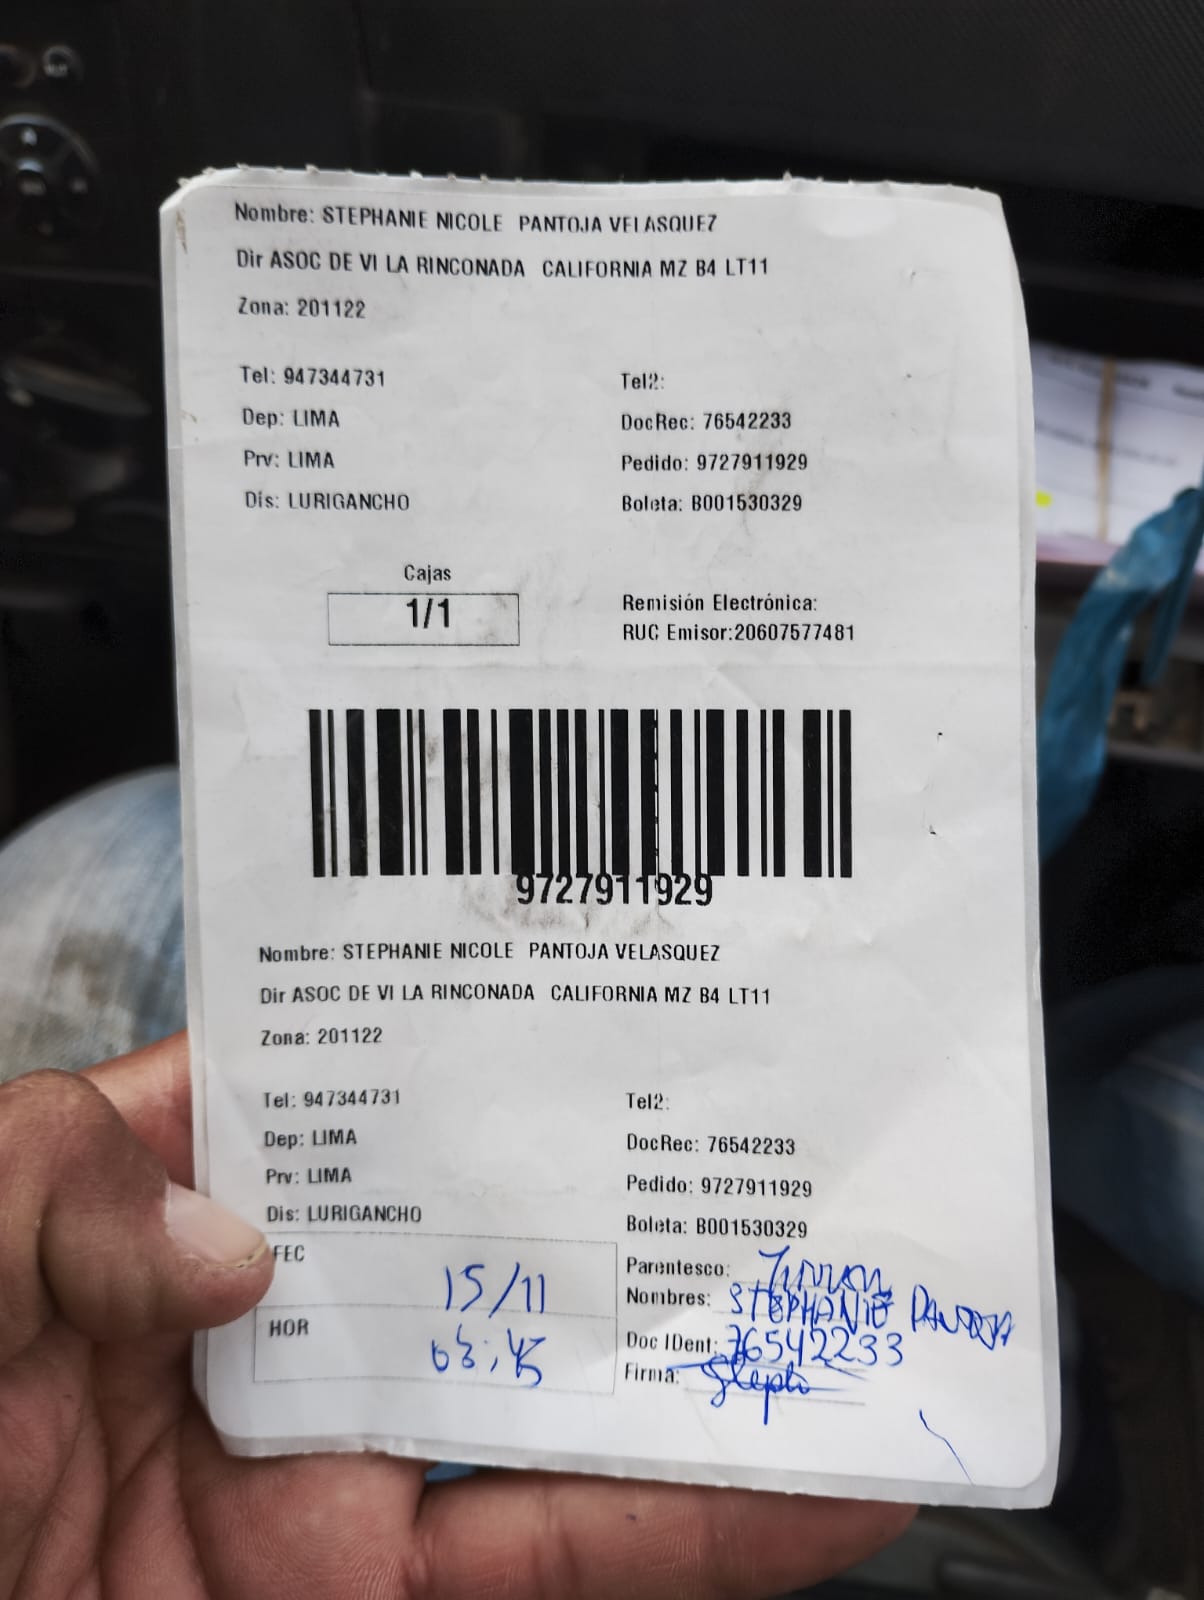 Nombre: STEPHANIE NICOLE PANTOJA VELASQUEZ
Dir ASOC DE VI LA RINCONADA CALIFORNIA MZ B4 LT11
Zona: 201122
Tel: 947344731
Tel2:
Dep: LIMA
DocRec: 76542233
Prv: LIMA
Pedido: 9727911929
Dis: LURIGANCHO
Boleta: B001530329
Cajas
1/1
Remisión Electrónica:
RUC Emisor:20607577481
9727911929
Nombre: STEPHANIE NICOLE PANTOJA VELASQUEZ
Dir ASOC DE VI LA RINCONADA CALIFORNIA MZ B4 LT11
Zona: 201122
Tel: 947344731
Tel2:
Dep: LIMA
DocRec: 76542233
Prv: LIMA
Pedido: 9727911929
Dis: LURIGANCHO
Boleta: B001530329
FEC 15/11
Parentesco:
Nombres: STEPHANIE PANTOJA
HOR
Doc IDent: 76542233
Firma: